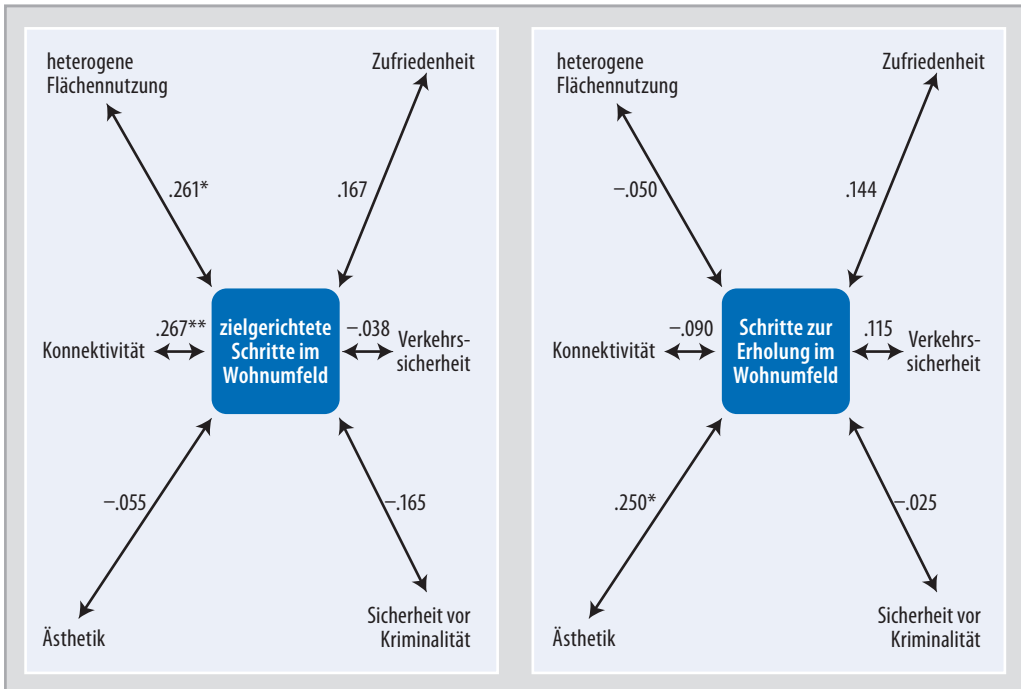 heterogene
Flächennutzung
Zufriedenheit
.261*
.167
.267**
Konnektivität
zielgerichtete
Schritte im
Wohnumfeld
−.038
Verkehrs-
sicherheit
−.055
−.165
Ästhetik
Sicherheit vor
Kriminalität
heterogene
Flächennutzung
Zufriedenheit
−.050
.144
−.090
Konnektivität
Schritte zur
Erholung im
Wohnumfeld
.115
Verkehrs-
sicherheit
.250*
−.025
Ästhetik
Sicherheit vor
Kriminalität